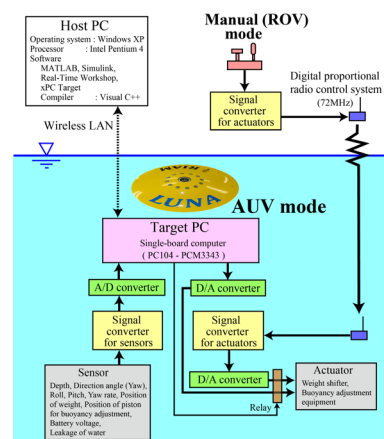 Host PC
Operating system : Windows XP
Processor : Intel Pentium 4
Software
MATLAB, Simulink,
Real-Time Workshop,
xPC Target
Compiler : Visual C++
Manual (ROV)
mode
Signal
converter
for actuators
Digital proportional
radio control system
(72MHz)
Wireless LAN
RIAM
LUNA
AUV mode
Target PC
Single-board computer
( PC104 - PCM3343 )
A/D converter
D/A converter
Signal
converter
for sensors
Signal
converter
for actuators
D/A converter
Relay
Sensor
Depth, Direction angle (Yaw),
Roll, Pitch, Yaw rate, Position
of weight, Position of piston
for buoyancy adjustment,
Battery voltage,
Leakage of water
Actuator
Weight shifter,
Buoyancy adjustment
equipment